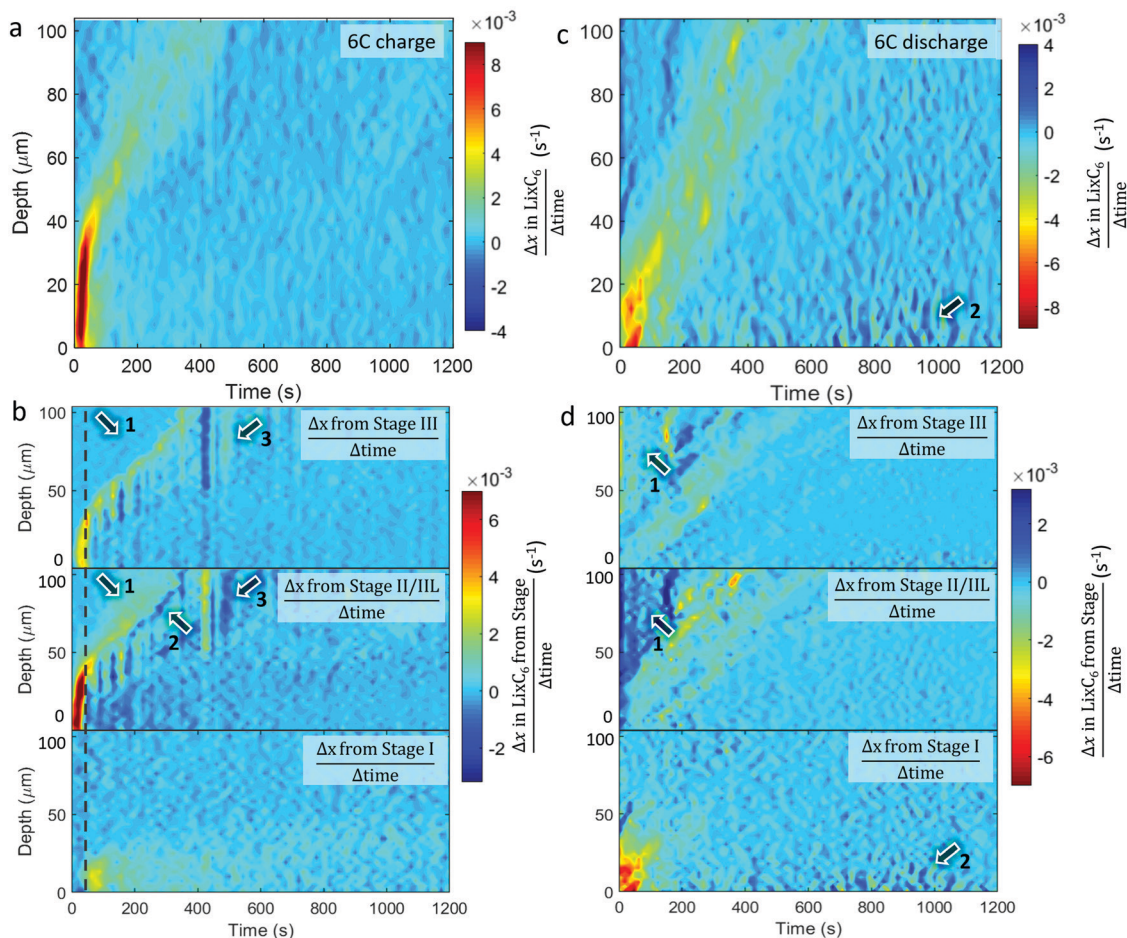 a
6C charge
×10⁻³
8
6
4
2
0
-2
-4
Δx in LixC₆
Δtime
(s⁻¹)
Depth (μm)
100
80
60
40
20
0
0 200 400 600 800 1000 1200
Time (s)
c
6C discharge
2
×10⁻³
4
2
0
-2
-4
-6
-8
Δx in LixC₆
Δtime
(s⁻¹)
100
80
60
40
20
0
0 200 400 600 800 1000 1200
Time (s)
b
1
3
Δx from Stage III
Δtime
Depth (μm)
100
50
0
1
2
3
Δx from Stage II/IIL
Δtime
Depth (μm)
100
50
0
Δx from Stage I
Δtime
Depth (μm)
100
50
0
0 200 400 600 800 1000 1200
Time (s)
×10⁻³
6
4
2
0
-2
Δx in LixC₆ from Stage
Δtime
(s⁻¹)
d
1
Δx from Stage III
Δtime
Depth (μm)
100
50
0
1
Δx from Stage II/IIL
Δtime
Depth (μm)
100
50
0
Δx from Stage I
Δtime
2
Depth (μm)
100
50
0
0 200 400 600 800 1000 1200
Time (s)
×10⁻³
2
0
-2
-4
-6
Δx in LixC₆ from Stage
Δtime
(s⁻¹)